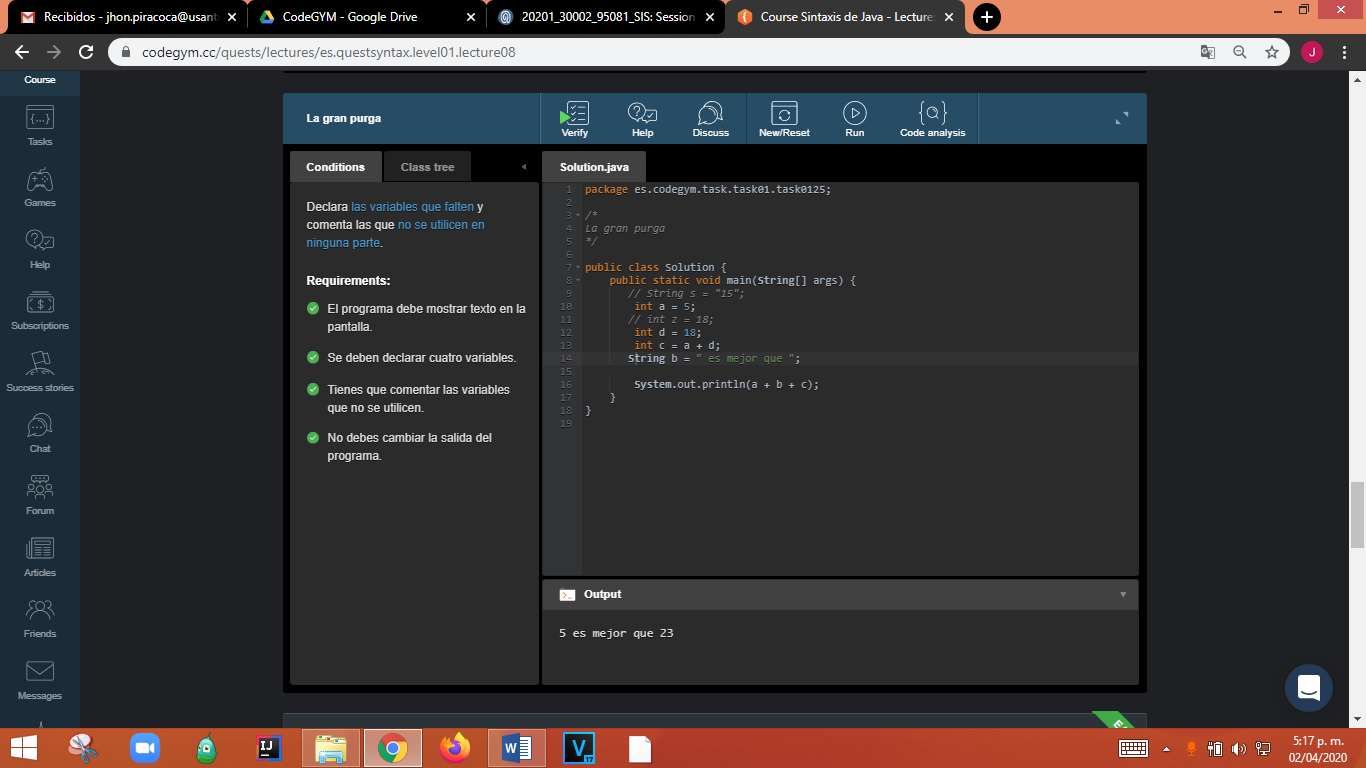 Recibidos - jhon.piracoca@usant
CodeGYM - Google Drive
20201_30002_95081_SIS: Session
Course Sintaxis de Java - Lecture
codegym.cc/quests/lectures/es.questsyntax.level01.lecture08
J
Course
Tasks
Games
Help
Subscriptions
Success stories
Chat
Forum
Articles
Friends
Messages
La gran purga
Verify
Help
Discuss
New/Reset
Run
Code analysis
Conditions
Class tree
Declara las variables que falten y
comenta las que no se utilicen en
ninguna parte.
Requirements:
El programa debe mostrar texto en la
pantalla.
Se deben declarar cuatro variables.
Tienes que comentar las variables
que no se utilicen.
No debes cambiar la salida del
programa.
Solution.java
1 package es.codegym.task.task01.task0125;
2
3 /*
4 La gran purga
5 */
6
7 public class Solution {
8 public static void main(String[] args) {
9 // String s = "15";
10 int a = 5;
11 // int z = 18;
12 int d = 18;
13 int c = a + d;
14 String b = " es mejor que ";
15
16 System.out.println(a + b + c);
17 }
18 }
19
Output
5 es mejor que 23
5:17 p. m.
02/04/2020